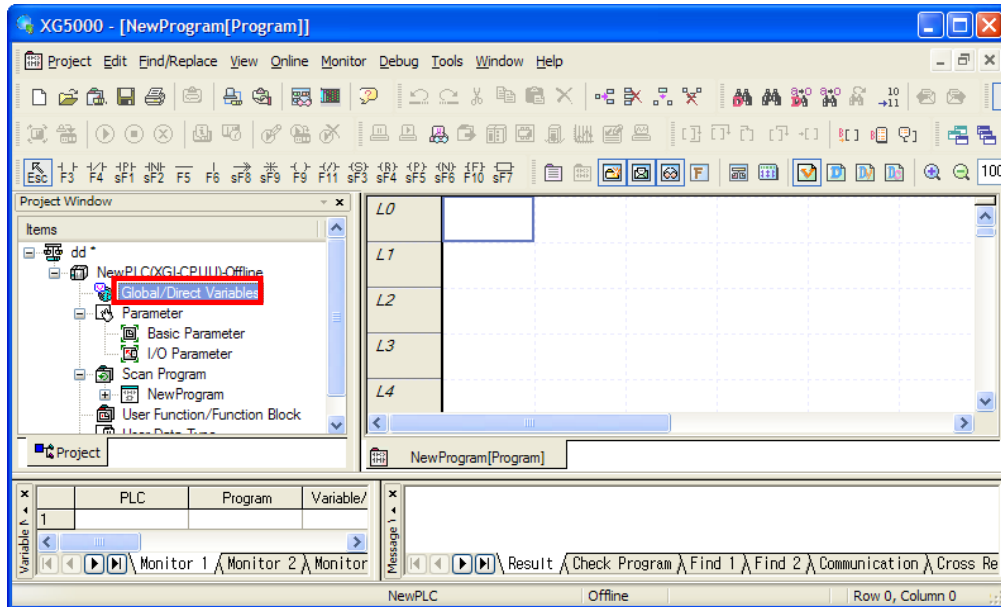 XG5000 - [NewProgram[Program]]
Project Edit Find/Replace View Online Monitor Debug Tools Window Help
Esc F3 F4 sF1 sF2 F5 F6 sF8 sF9 F9 F11 sF3 sF4 sF5 sF6 F10 sF7 F 100
Project Window
Items
dd *
NewPLC(XGI-CPUU)-Offline
Global/Direct Variables
Parameter
Basic Parameter
I/O Parameter
Scan Program
NewProgram
User Function/Function Block
User Data Type
Project
L0
L1
L2
L3
L4
NewProgram[Program]
PLC Program Variable/
1
Monitor 1 Monitor 2 Monitor
Result Check Program Find 1 Find 2 Communication Cross Re
NewPLC Offline Row 0, Column 0